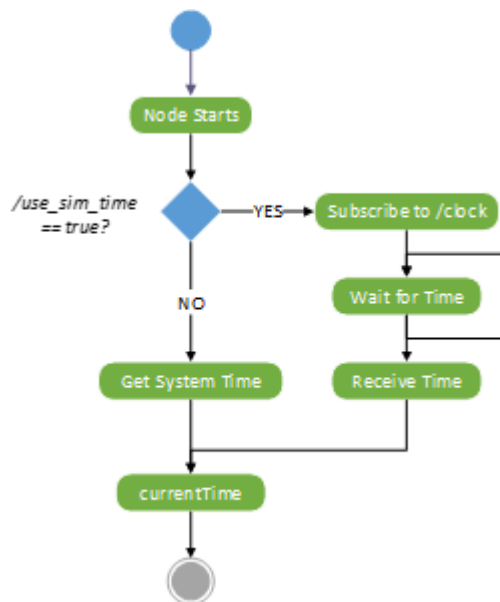 Node Starts
/use_sim_time
== true?
YES
Subscribe to /clock
Wait for Time
NO
Get System Time
Receive Time
currentTime